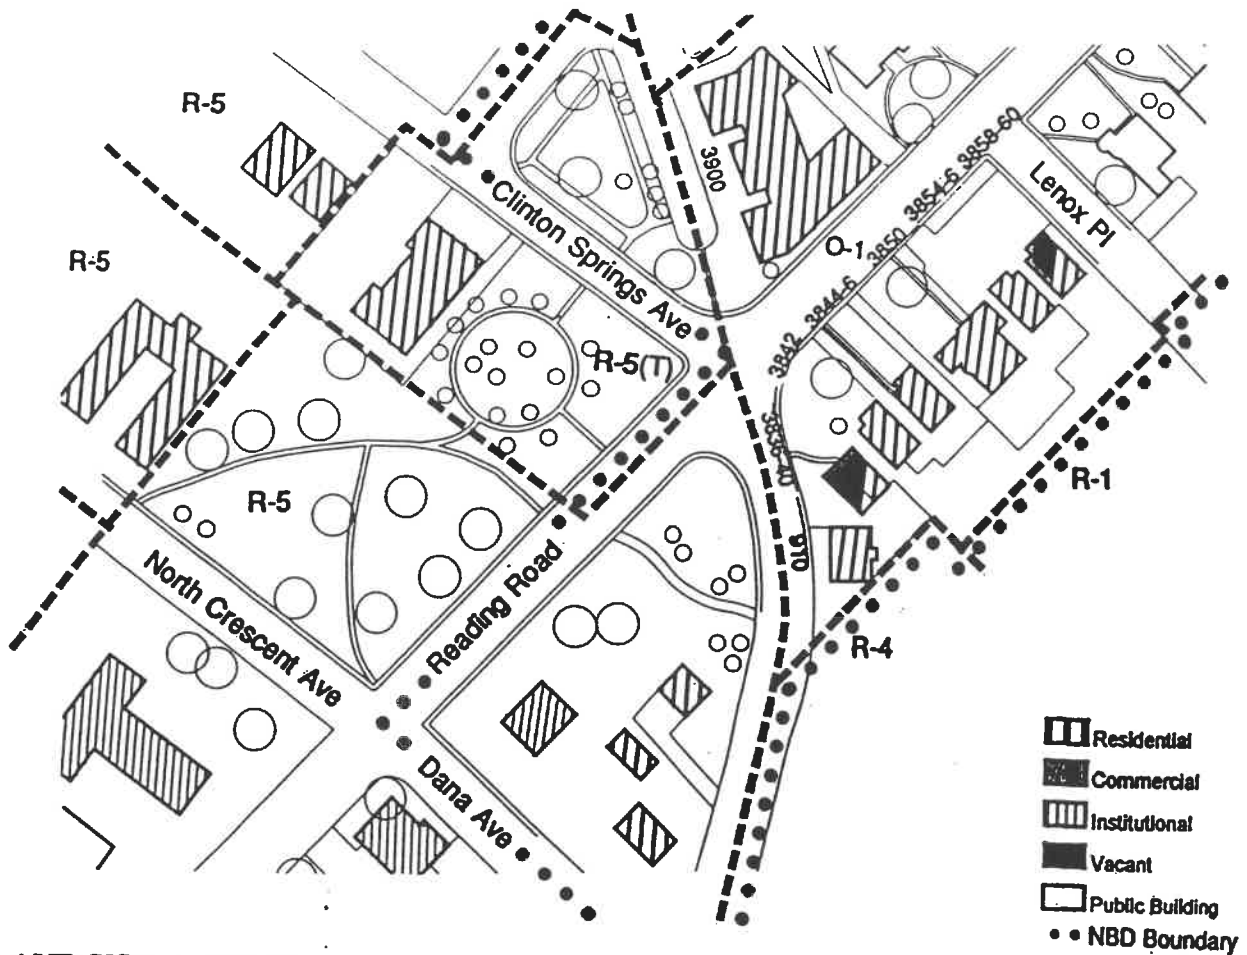 R-5
3900
3858-60
3854-6
Lenox Pl
Clinton Springs Ave
O-1
3850
R-5
3844-6
3842
R-5(T)
3836-40
R-1
R-5
910
North Crescent Ave
Reading Road
R-4
Dana Ave
Residential
Commercial
Institutional
Vacant
Public Building
NBD Boundary